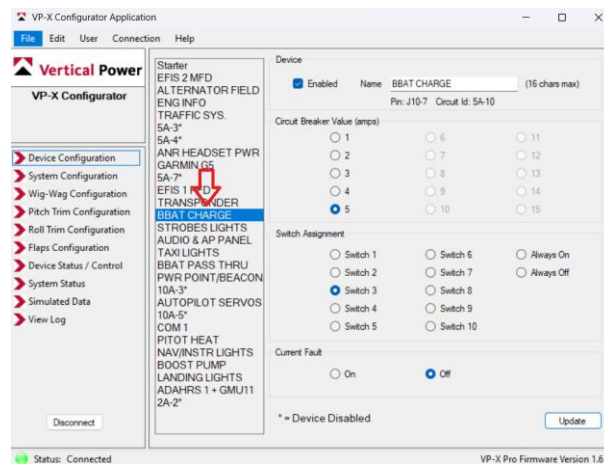 VP-X Configurator Application
File Edit User Connection Help
Vertical Power
VP-X Configurator
Device Configuration
System Configuration
Wig-Wag Configuration
Pitch Trim Configuration
Roll Trim Configuration
Flaps Configuration
Device Status / Control
System Status
Simulated Data
View Log
Disconnect
Starter
EFIS 2 MFD
ALTERNATOR FIELD
ENG INFO
TRAFFIC SYS.
5A-3*
5A-4*
ANR HEADSET PWR
GARMIN G5
5A-7*
EFIS 1 PFD
TRANSPONDER
BBAT CHARGE
STROBES LIGHTS
AUDIO & AP PANEL
TAXI LIGHTS
BBAT PASS THRU
PWR POINT/BEACON
10A-3*
AUTOPILOT SERVOS
10A-5*
COM 1
PITOT HEAT
NAV/INSTR LIGHTS
BOOST PUMP
LANDING LIGHTS
ADAHRS 1 + GMU11
2A-2*
Device
Enabled Name BBAT CHARGE (16 chars max)
Pin: J10-7 Circuit Id: 5A-10
Circuit Breaker Value (amps)
1 6 11
2 7 12
3 8 13
4 9 14
5 10 15
Switch Assignment
Switch 1 Switch 6 Always On
Switch 2 Switch 7 Always Off
Switch 3 Switch 8
Switch 4 Switch 9
Switch 5 Switch 10
Current Fault
On Off
* = Device Disabled
Update
Status: Connected
VP-X Pro Firmware Version 1.6